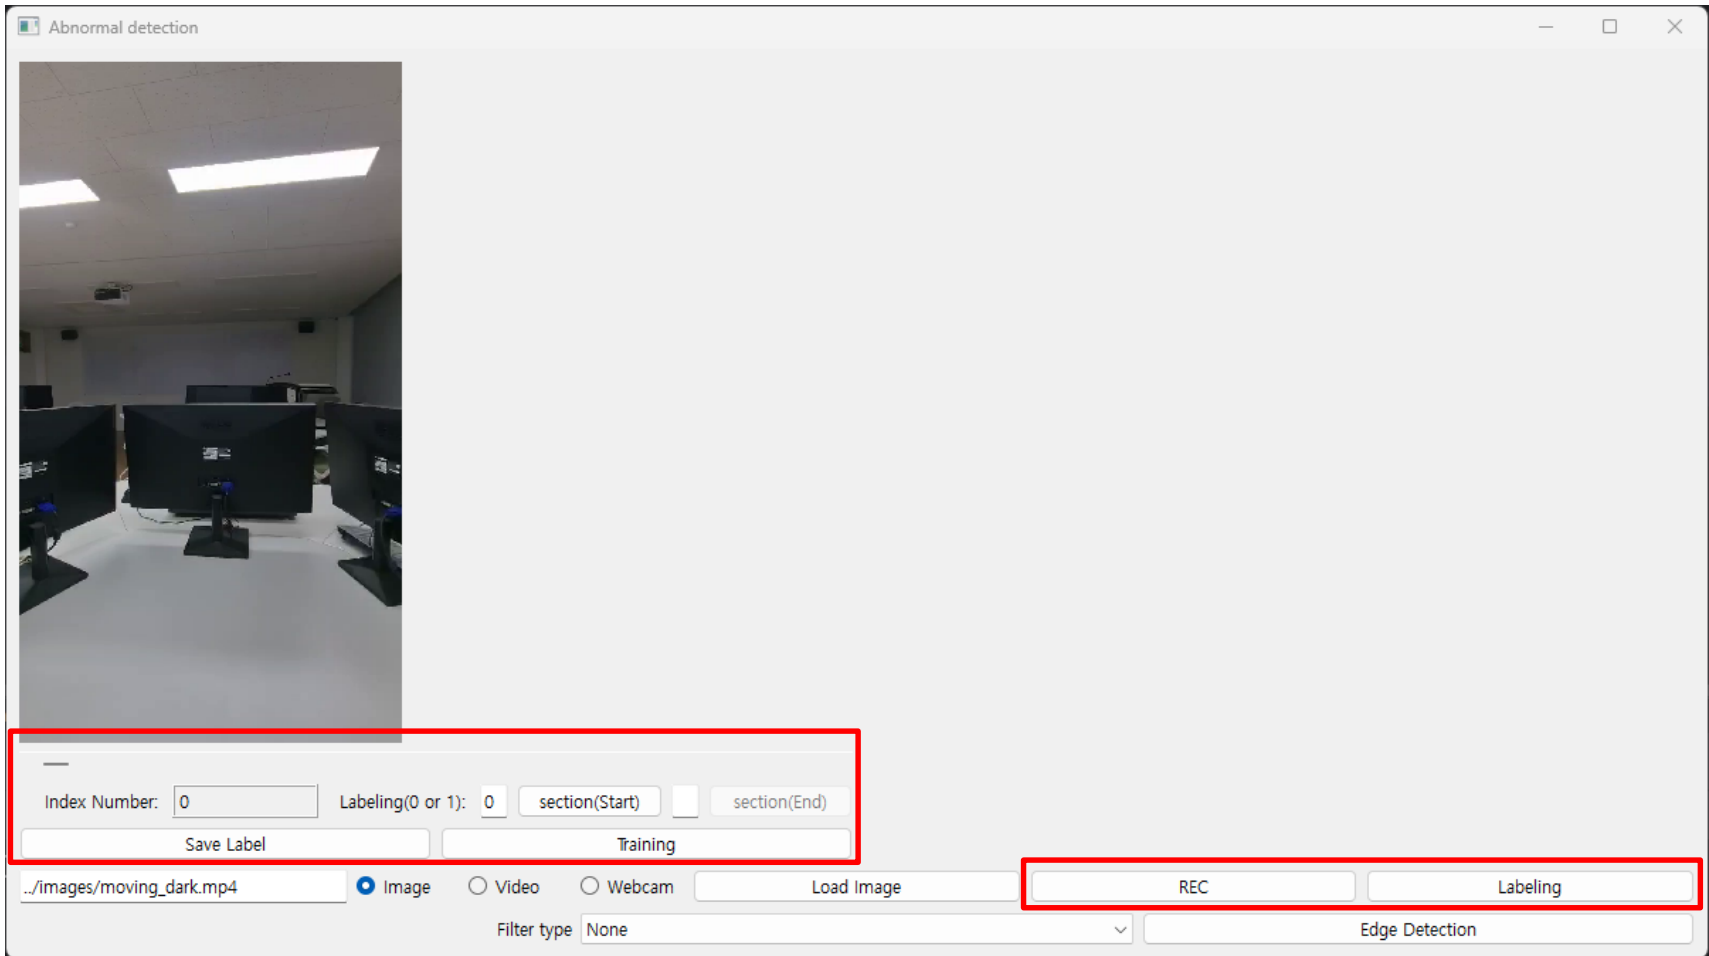 Abnormal detection
Index Number: 0 Labeling(0 or 1): 0 section(Start) section(End)
Save Label Training
../images/moving_dark.mp4 Image Video Webcam Load Image REC Labeling
Filter type None Edge Detection